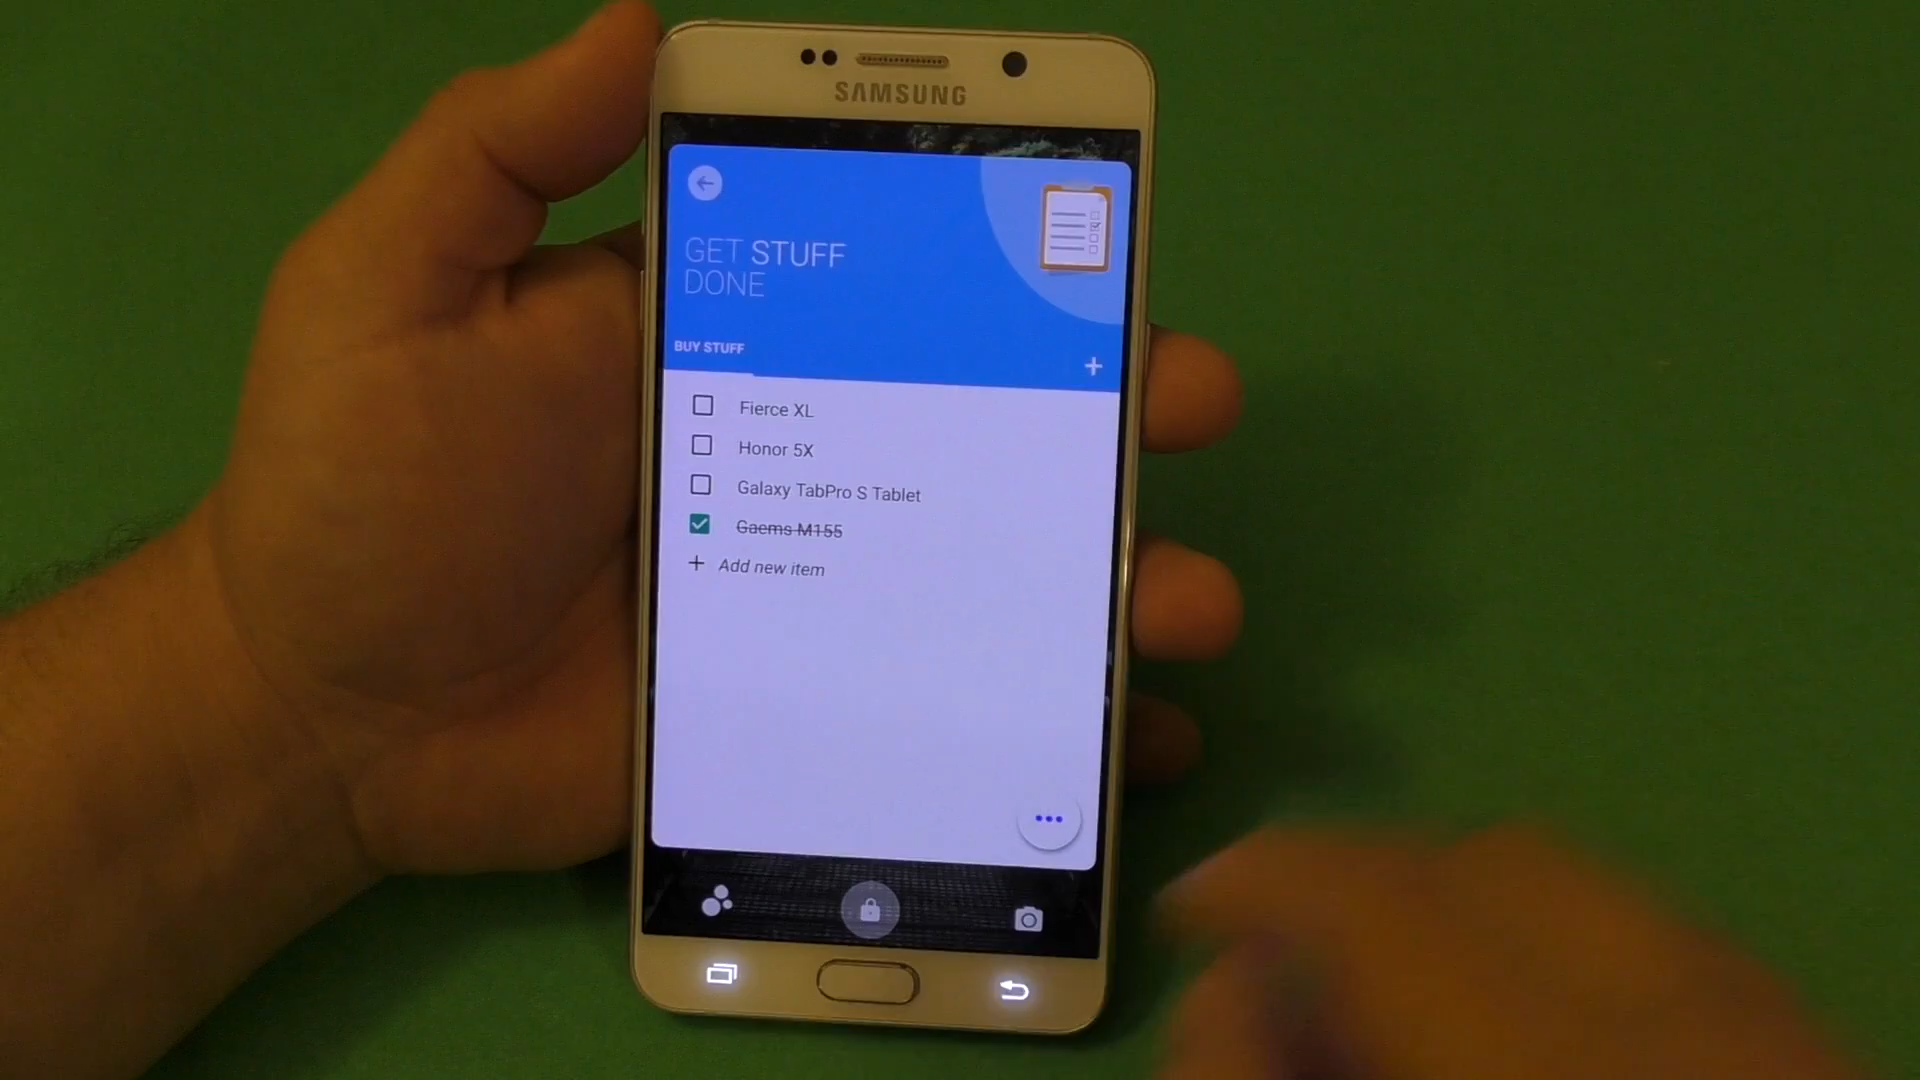 SAMSUNG
GET STUFF
DONE
BUY STUFF
Fierce XL
Honor 5X
Galaxy TabPro S Tablet
Gaems M155
Add new item